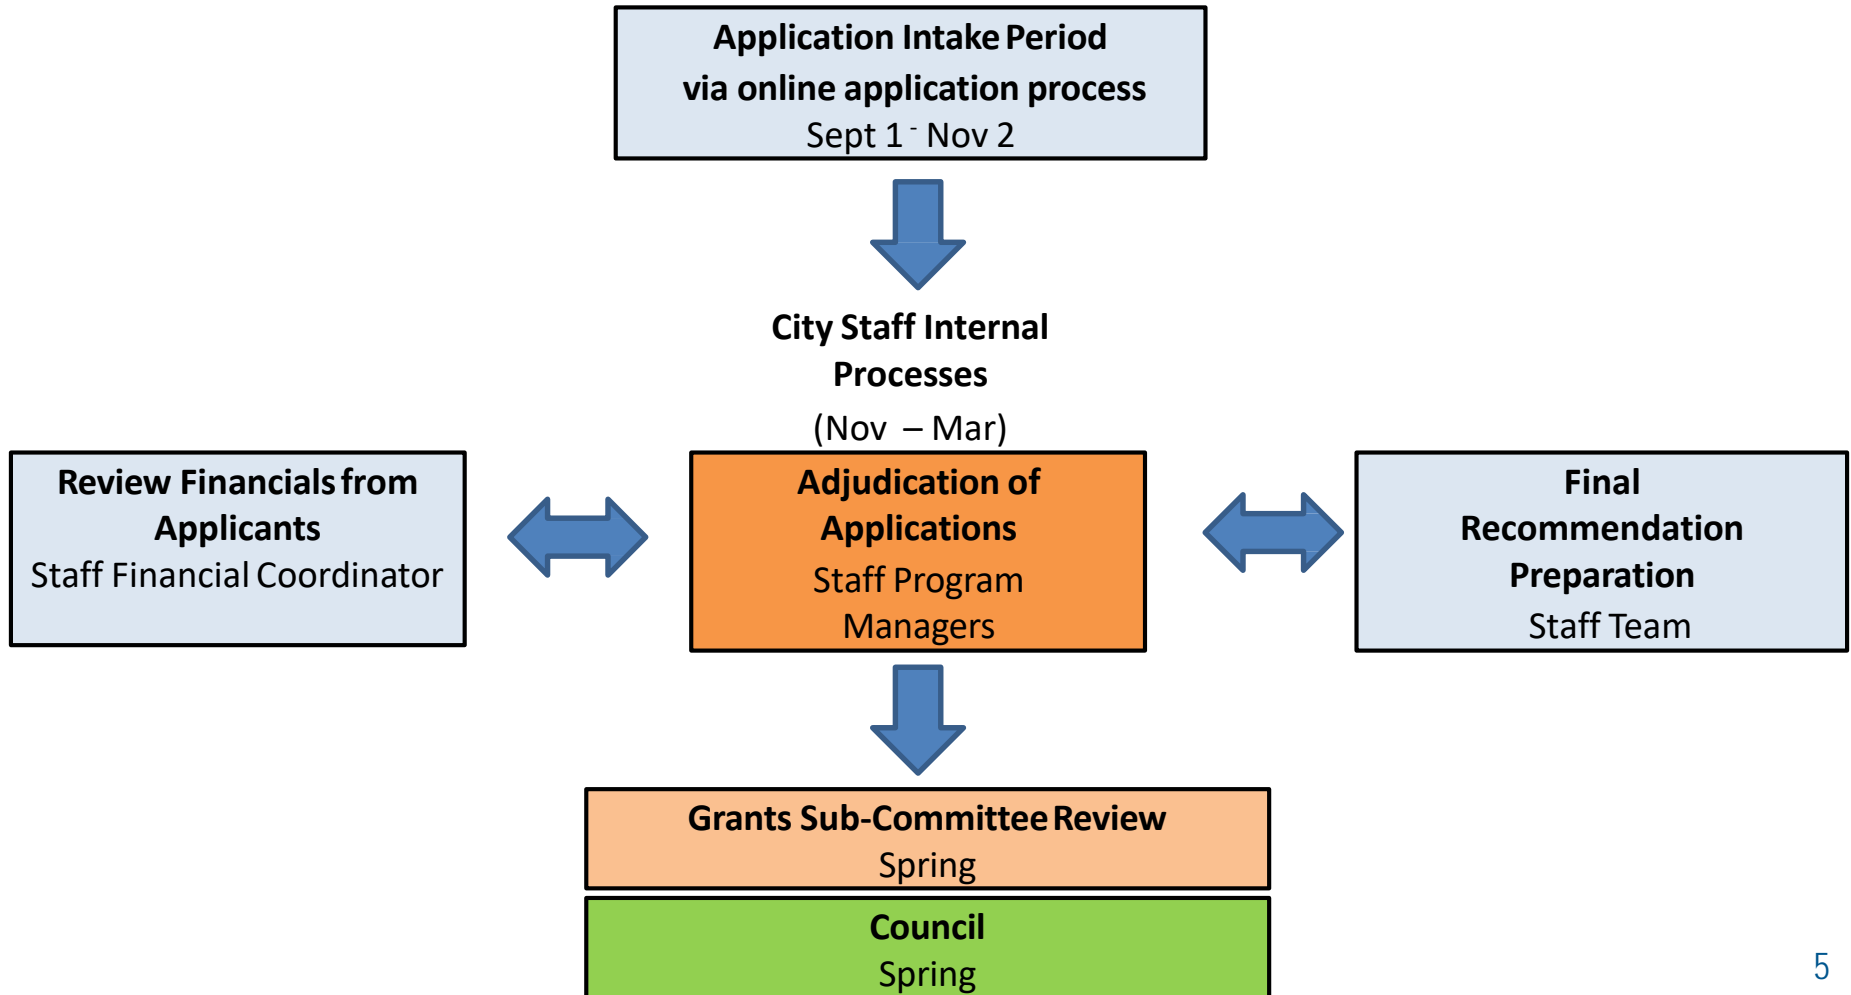 Application Intake Period
via online application process
Sept 1 - Nov 2
City Staff Internal
Processes
(Nov – Mar)
Review Financials from
Applicants
Staff Financial Coordinator
Adjudication of
Applications
Staff Program
Managers
Final
Recommendation
Preparation
Staff Team
Grants Sub-Committee Review
Spring
Council
Spring
5